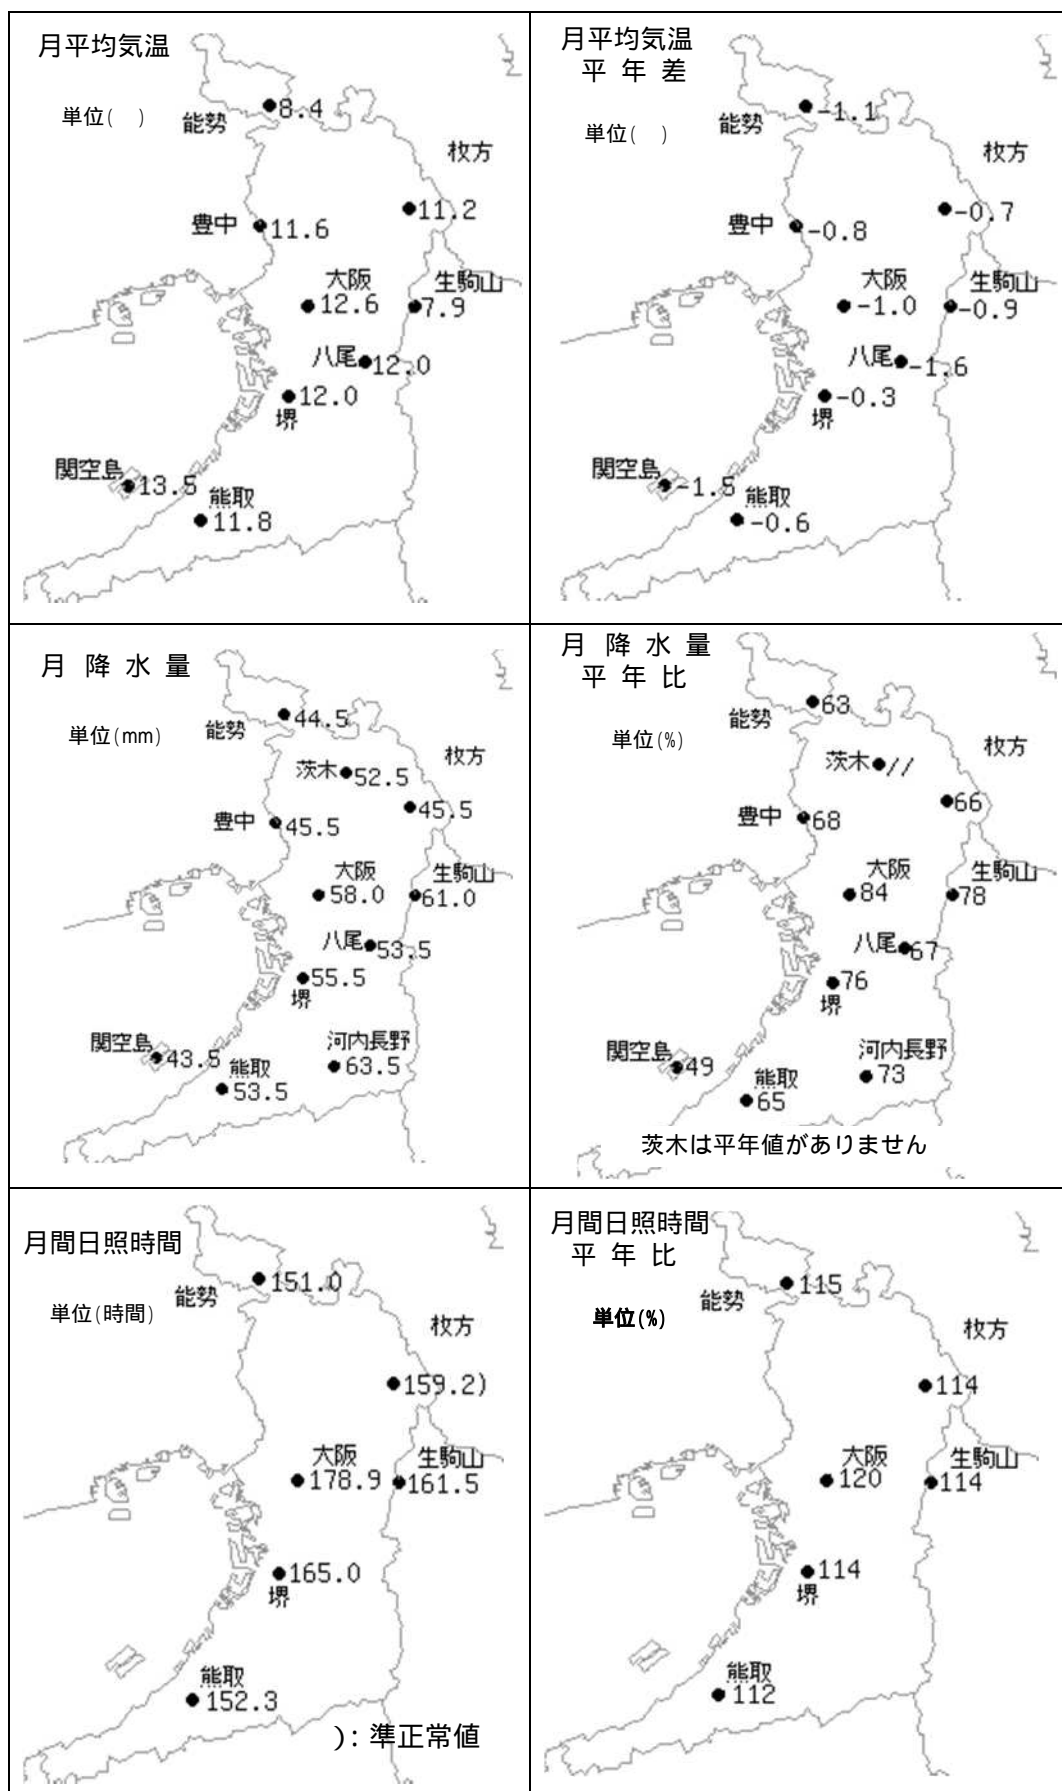 月平均気温
単位( )
能勢
8.4
枚方
11.2
豊中
11.6
大阪
12.6
生駒山
7.9
八尾
12.0
12.0
堺
関空島
13.5
熊取
11.8
月平均気温
平 年 差
単位( )
能勢
-1.1
枚方
-0.7
豊中
-0.8
大阪
-1.0
生駒山
-0.9
八尾
-1.6
-0.3
堺
関空島
-1.5
熊取
-0.6
月 降 水 量
単位(mm)
能勢
44.5
茨木
52.5
枚方
45.5
豊中
45.5
大阪
58.0
生駒山
61.0
八尾
53.5
55.5
堺
関空島
43.5
熊取
53.5
河内長野
63.5
月 降 水 量
平 年 比
単位(%)
能勢
63
茨木
//
枚方
66
豊中
68
大阪
84
生駒山
78
八尾
67
76
堺
関空島
49
熊取
65
河内長野
73
茨木は平年値がありません
月間日照時間
単位(時間)
能勢
151.0
枚方
159.2)
大阪
178.9
生駒山
161.5
165.0
堺
熊取
152.3
):準正常値
月間日照時間
平 年 比
単位(%)
能勢
115
枚方
114
大阪
120
生駒山
114
114
堺
熊取
112